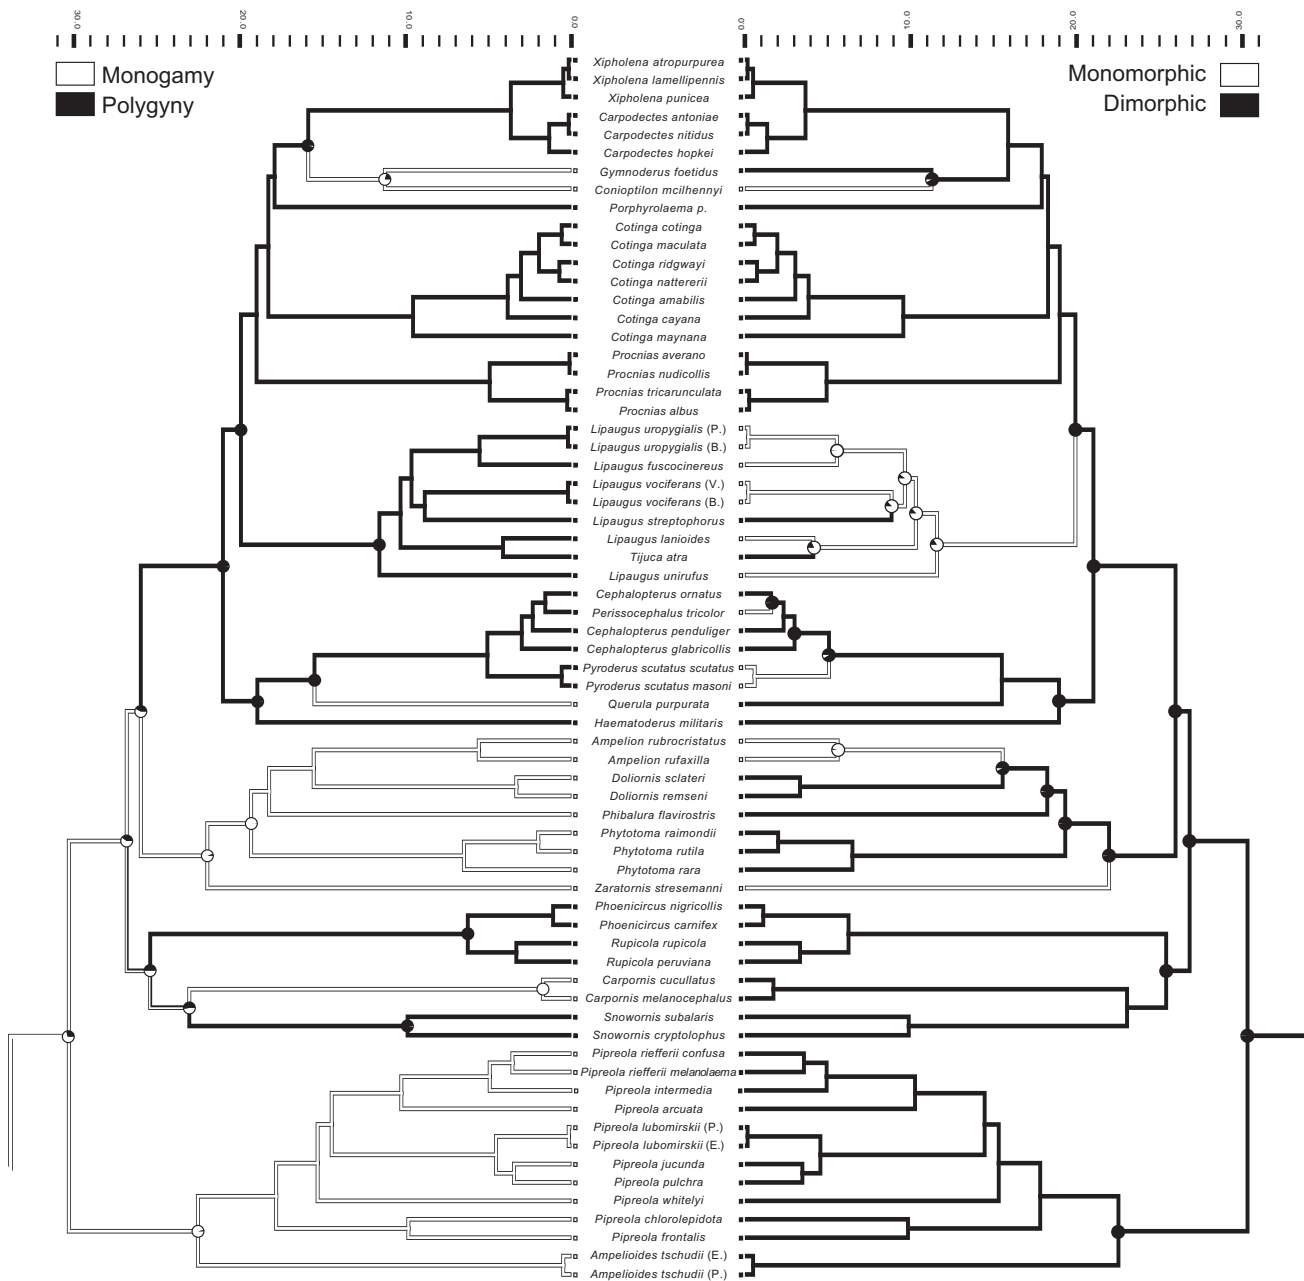 30.0 20.0 10.0 0.0 0.0 10.0 20.0 30.0
Monogamy
Polygyny
Monomorphic
Dimorphic
Xipholena atropurpurea
Xipholena lamellipennis
Xipholena punicea
Carpodectes antoniae
Carpodectes nitidus
Carpodectes hopkei
Gymnoderus foetidus
Conioptilon mcilhennyi
Porphyrolaema p.
Cotinga cotinga
Cotinga maculata
Cotinga ridgwayi
Cotinga nattererii
Cotinga amabilis
Cotinga cayana
Cotinga maynana
Procnias averano
Procnias nudicollis
Procnias tricarunculata
Procnias albus
Lipaugus uropygialis (P.)
Lipaugus uropygialis (B.)
Lipaugus fuscocinereus
Lipaugus vociferans (V.)
Lipaugus vociferans (B.)
Lipaugus streptophorus
Lipaugus lanioides
Tijuca atra
Lipaugus unirufus
Cephalopterus ornatus
Perissocephalus tricolor
Cephalopterus penduliger
Cephalopterus glabricollis
Pyroderus scutatus scutatus
Pyroderus scutatus masoni
Querula purpurata
Haematoderus militaris
Ampelion rubrocristatus
Ampelion rufaxilla
Doliornis sclateri
Doliornis remseni
Phibalura flavirostris
Phytotoma raimondii
Phytotoma rutila
Phytotoma rara
Zaratornis stresemanni
Phoenicircus nigricollis
Phoenicircus carnifex
Rupicola rupicola
Rupicola peruviana
Carpornis cucullatus
Carpornis melanocephalus
Snowornis subalaris
Snowornis cryptolophus
Pipreola riefferii confusa
Pipreola riefferii melanolaema
Pipreola intermedia
Pipreola arcuata
Pipreola lubomirskii (P.)
Pipreola lubomirskii (E.)
Pipreola jucunda
Pipreola pulchra
Pipreola whitelyi
Pipreola chlorolepidota
Pipreola frontalis
Ampelioides tschudii (E.)
Ampelioides tschudii (P.)